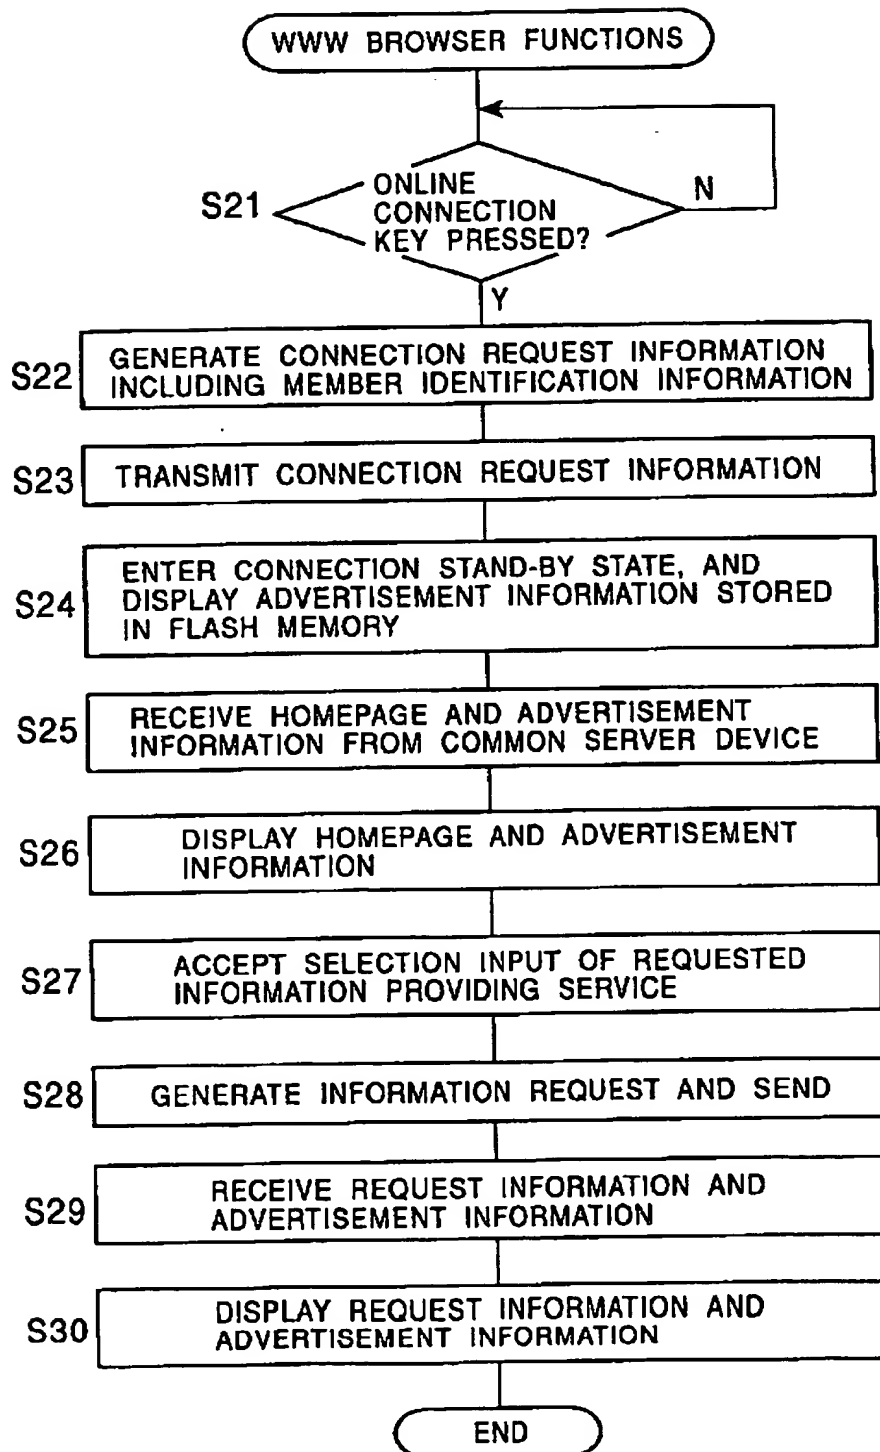 WWW BROWSER FUNCTIONS
S21
ONLINE
CONNECTION
KEY PRESSED?
N
Y
S22
GENERATE CONNECTION REQUEST INFORMATION
INCLUDING MEMBER IDENTIFICATION INFORMATION
S23
TRANSMIT CONNECTION REQUEST INFORMATION
S24
ENTER CONNECTION STAND-BY STATE, AND
DISPLAY ADVERTISEMENT INFORMATION STORED
IN FLASH MEMORY
S25
RECEIVE HOMEPAGE AND ADVERTISEMENT
INFORMATION FROM COMMON SERVER DEVICE
S26
DISPLAY HOMEPAGE AND ADVERTISEMENT
INFORMATION
S27
ACCEPT SELECTION INPUT OF REQUESTED
INFORMATION PROVIDING SERVICE
S28
GENERATE INFORMATION REQUEST AND SEND
S29
RECEIVE REQUEST INFORMATION AND
ADVERTISEMENT INFORMATION
S30
DISPLAY REQUEST INFORMATION AND
ADVERTISEMENT INFORMATION
END